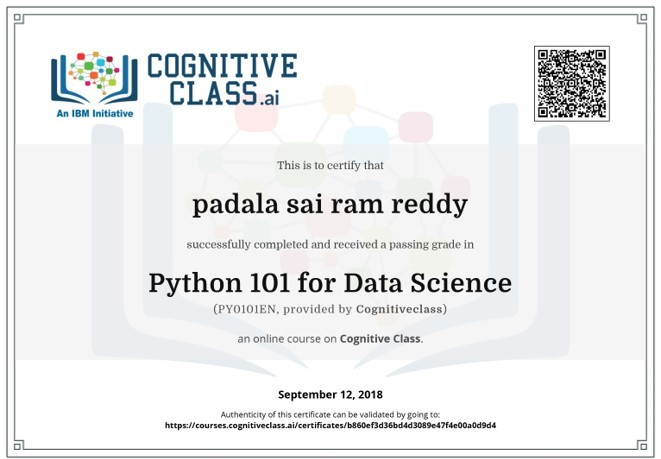 COGNITIVE
CLASS.ai
An IBM Initiative
This is to certify that
padala sai ram reddy
successfully completed and received a passing grade in
Python 101 for Data Science
(PY0101EN, provided by Cognitiveclass)
an online course on Cognitive Class.
September 12, 2018
Authenticity of this certificate can be validated by going to:
https://courses.cognitiveclass.ai/certificates/b860ef3d36bd4d3089e47f4e00a0d9d4